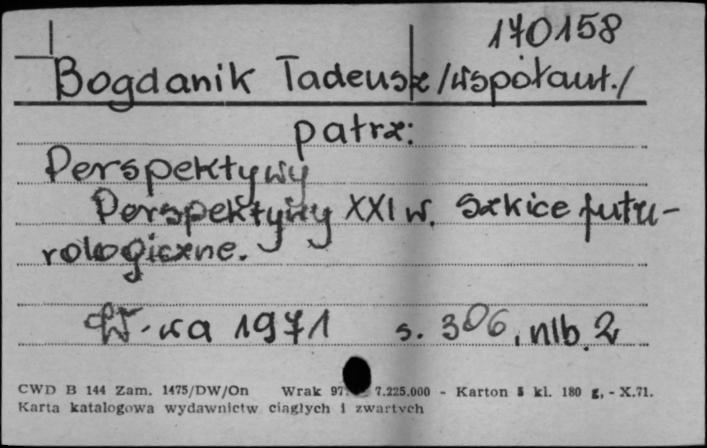 170158
Bogdanik Tadeusz /współaut./
patrz:
Perspektywy
Perspektywy XXI w. Szkice futu-
rologiczne.
W-wa 1971 s. 306, nlb. 2
CWD B 144 Zam. 1475/DW/On Wrak 97 7.225.000 - Karton 5 kl. 180 g, - X.71.
Karta katalogowa wydawnictw ciągłych i zwartych